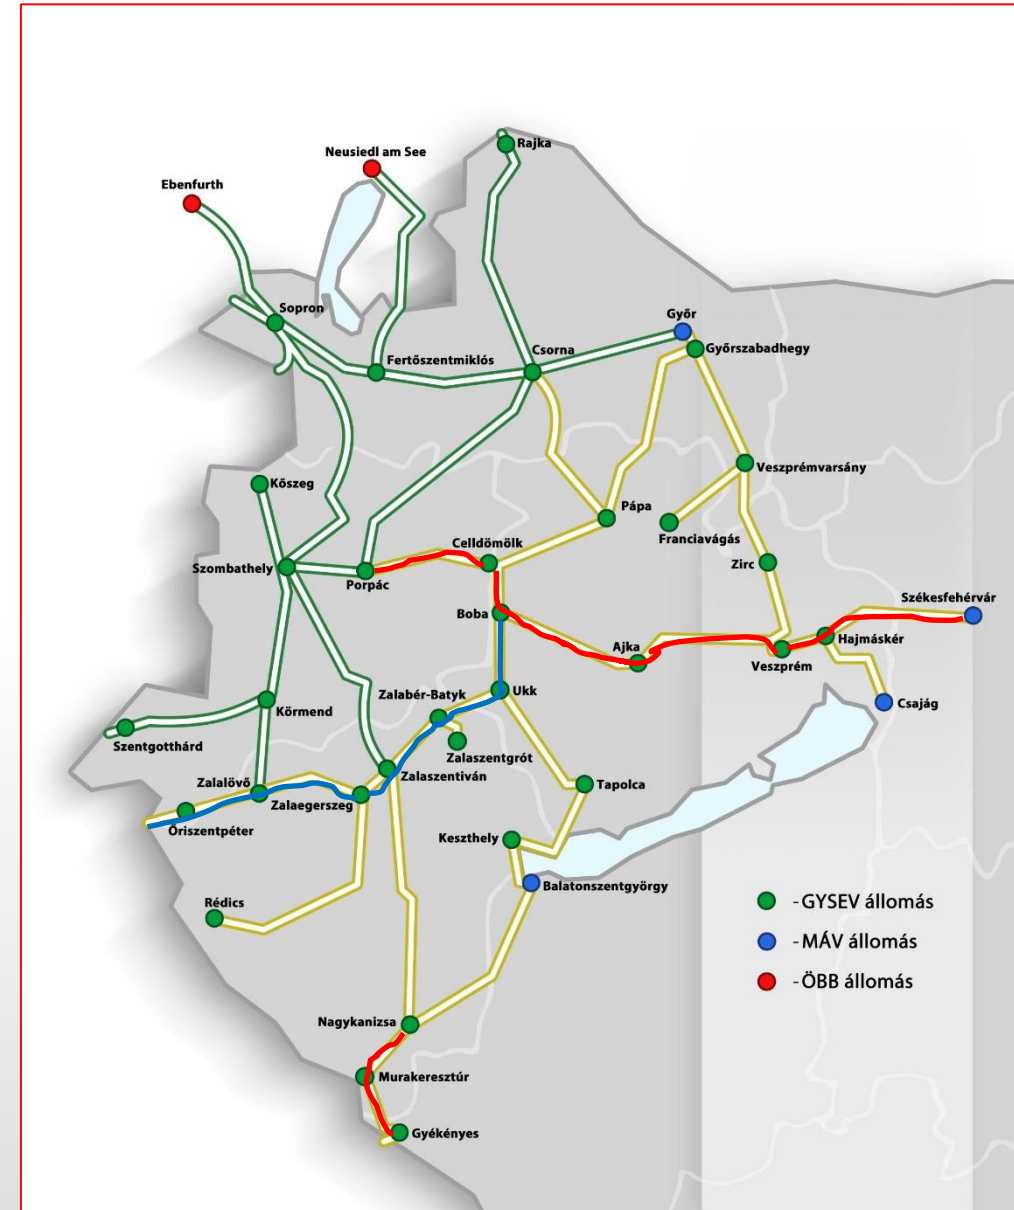 Rajka
Neusiedl am See
Ebenfurth
Sopron
Győr
Győrszabadhegy
Csorna
Fertőszentmiklós
Veszprémvarsány
Kőszeg
Pápa
Franciavágás
Celldömölk
Szombathely
Porpác
Zirc
Székesfehérvár
Boba
Hajmáskér
Ajka
Veszprém
Zalabér-Batyk
Ukk
Körmend
Csajág
Szentgotthárd
Zalaszentgrót
Zalaszentiván
Zalalövő
Tapolca
Zalaegerszeg
Őriszentpéter
Keszthely
Balatonszentgyörgy
Rédics
- GYSEV állomás
- MÁV állomás
- ÖBB állomás
Nagykanizsa
Murakeresztúr
Gyékényes